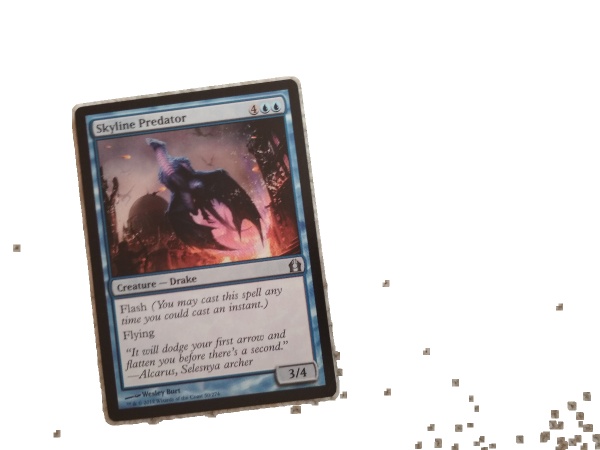 Skyline Predator
4
Creature — Drake
Flash (You may cast this spell any
time you could cast an instant.)
Flying
"It will dodge your first arrow and
flatten you before there's a second."
—Alcarus, Selesnya archer
3/4
Wesley Burt